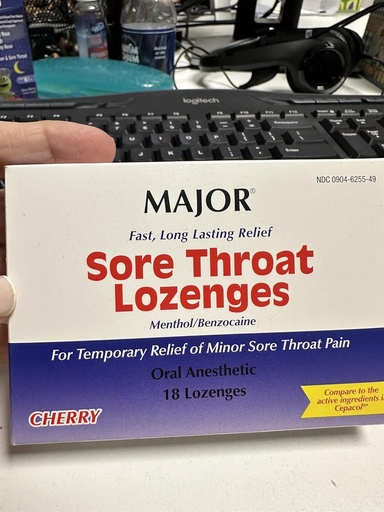 logitech
NDC 0904-6255-49
MAJOR®
Fast, Long Lasting Relief
Sore Throat
Lozenges
Menthol/Benzocaine
For Temporary Relief of Minor Sore Throat Pain
Oral Anesthetic
18 Lozenges
CHERRY
Compare to the
active ingredients i
Cepacol®*